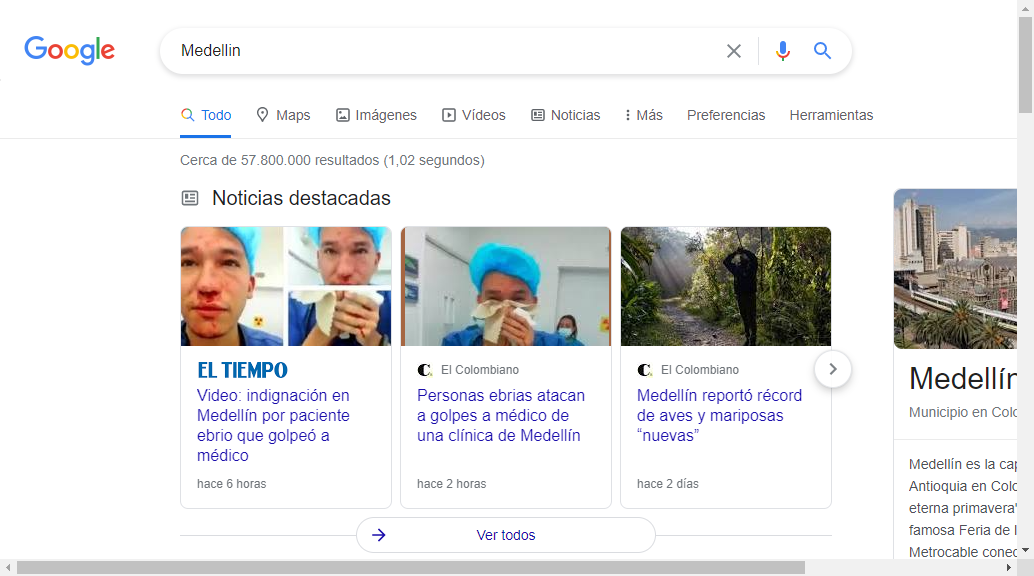 Google
Medellin
Todo
Maps
Imágenes
Vídeos
Noticias
Más
Preferencias
Herramientas
Cerca de 57.800.000 resultados (1,02 segundos)
Noticias destacadas
EL TIEMPO
Video: indignación en
Medellín por paciente
ebrio que golpeó a
médico
hace 6 horas
El Colombiano
Personas ebrias atacan
a golpes a médico de
una clínica de Medellín
hace 2 horas
El Colombiano
Medellín reportó récord
de aves y mariposas
“nuevas”
hace 2 días
Ver todos
Medellín
Municipio en Colo
Medellín es la cap
Antioquia en Colo
eterna primavera"
famosa Feria de l
Metrocable conec